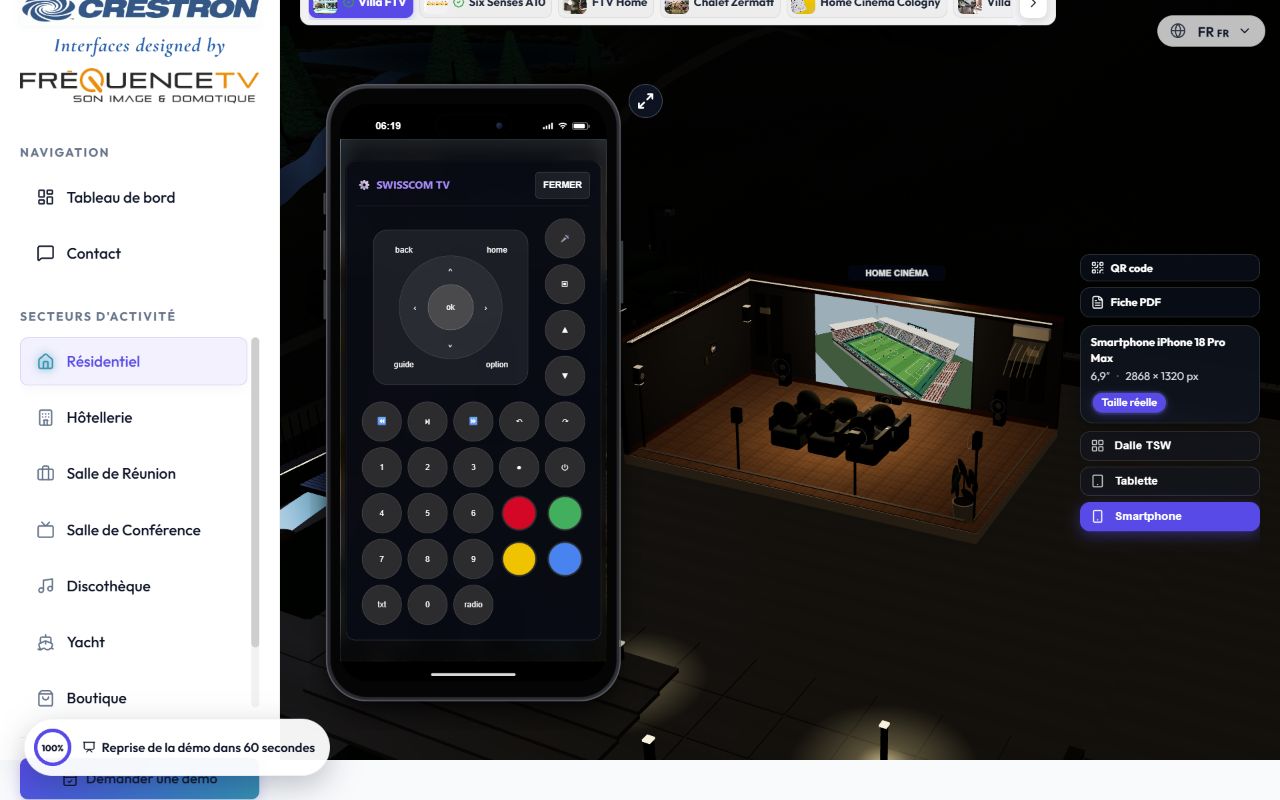 CRESTRON
Interfaces designed by
FRÉQUENCETV
SON IMAGE & DOMOTIQUE
NAVIGATION
Tableau de bord
Contact
SECTEURS D'ACTIVITÉ
Résidentiel
Hôtellerie
Salle de Réunion
Salle de Conférence
Discothèque
Yacht
Boutique
100%
Reprise de la démo dans 60 secondes
Demander une démo
Villa FTV
Six Senses A10
FTV Home
Chalet Zermatt
Home Cinema Cologny
Villa
FR FR
06:19
SWISSCOM TV
FERMER
back
home
ok
guide
option
1
2
3
4
5
6
7
8
9
txt
0
radio
HOME CINÉMA
QR code
Fiche PDF
Smartphone iPhone 18 Pro
Max
6,9″ · 2868 × 1320 px
Taille réelle
Dalle TSW
Tablette
Smartphone